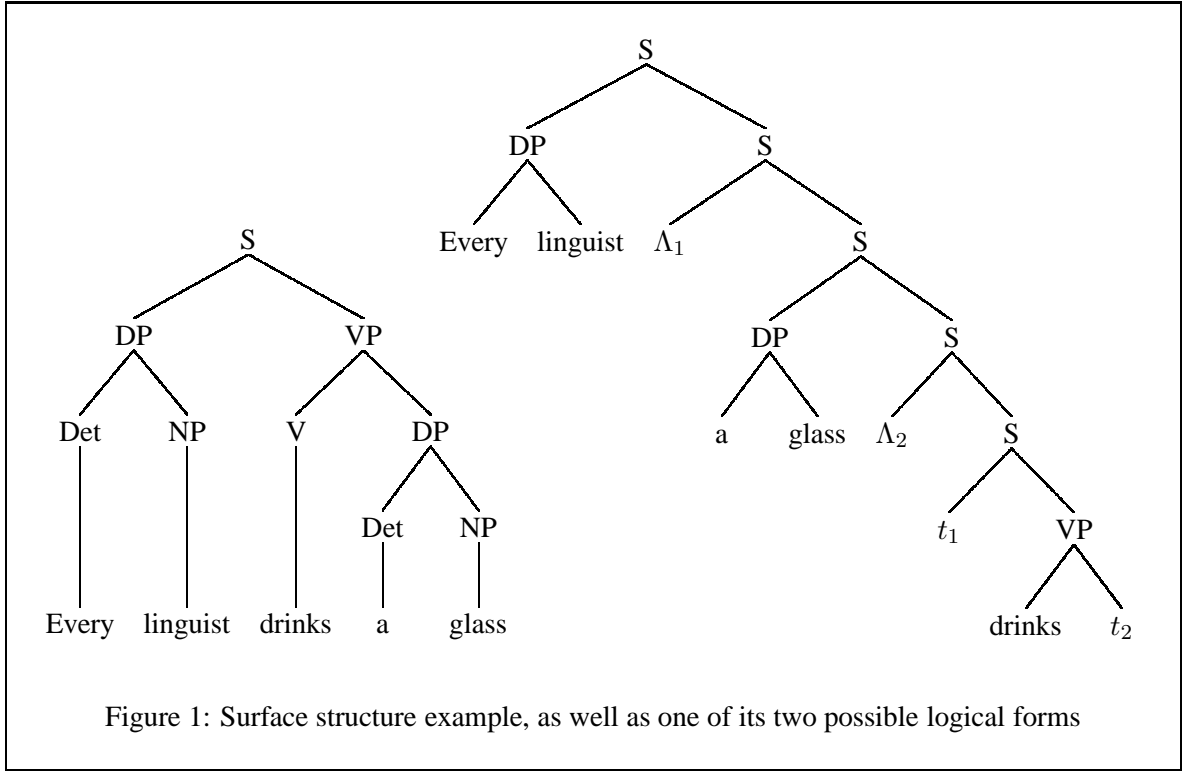 S
DP S
Every linguist Λ₁ S
S
DP VP
DP S
Det NP V DP
a glass Λ₂ S
Det NP
t₁ VP
Every linguist drinks a glass
drinks t₂
Figure 1: Surface structure example, as well as one of its two possible logical forms